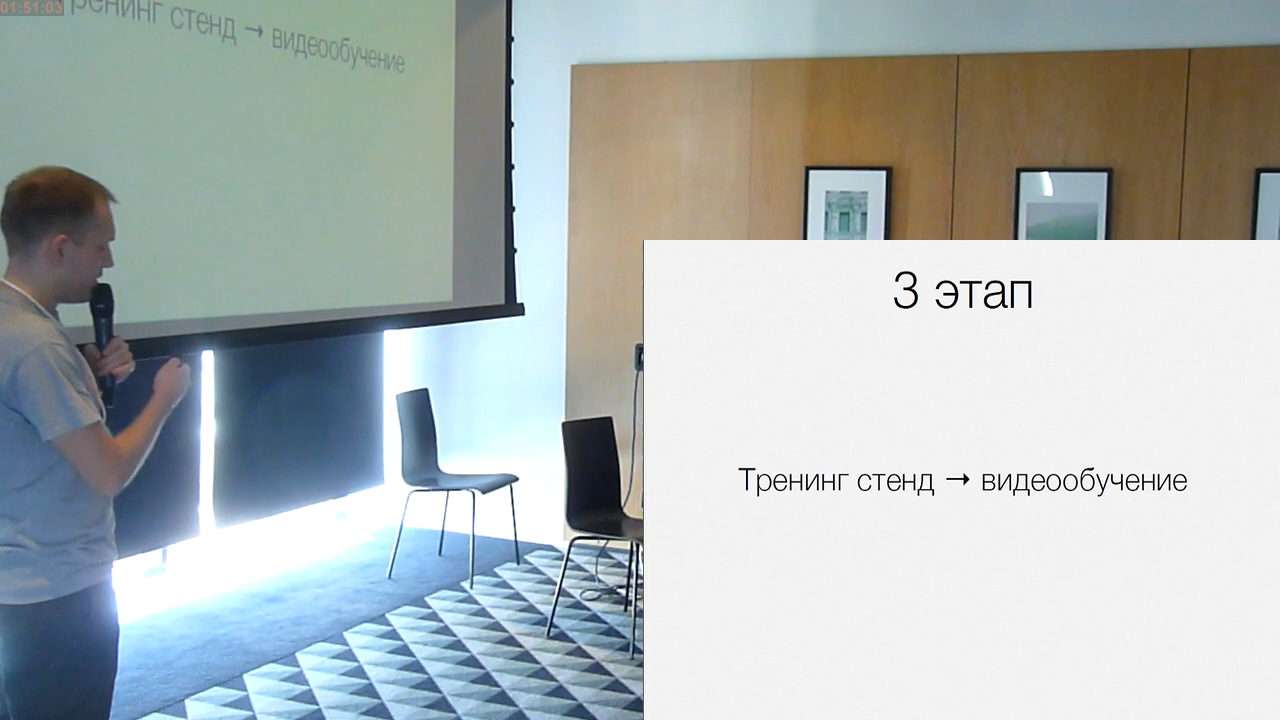 01:51:03
ренинг стенд → видеообучение
3 этап
Тренинг стенд → видеообучение